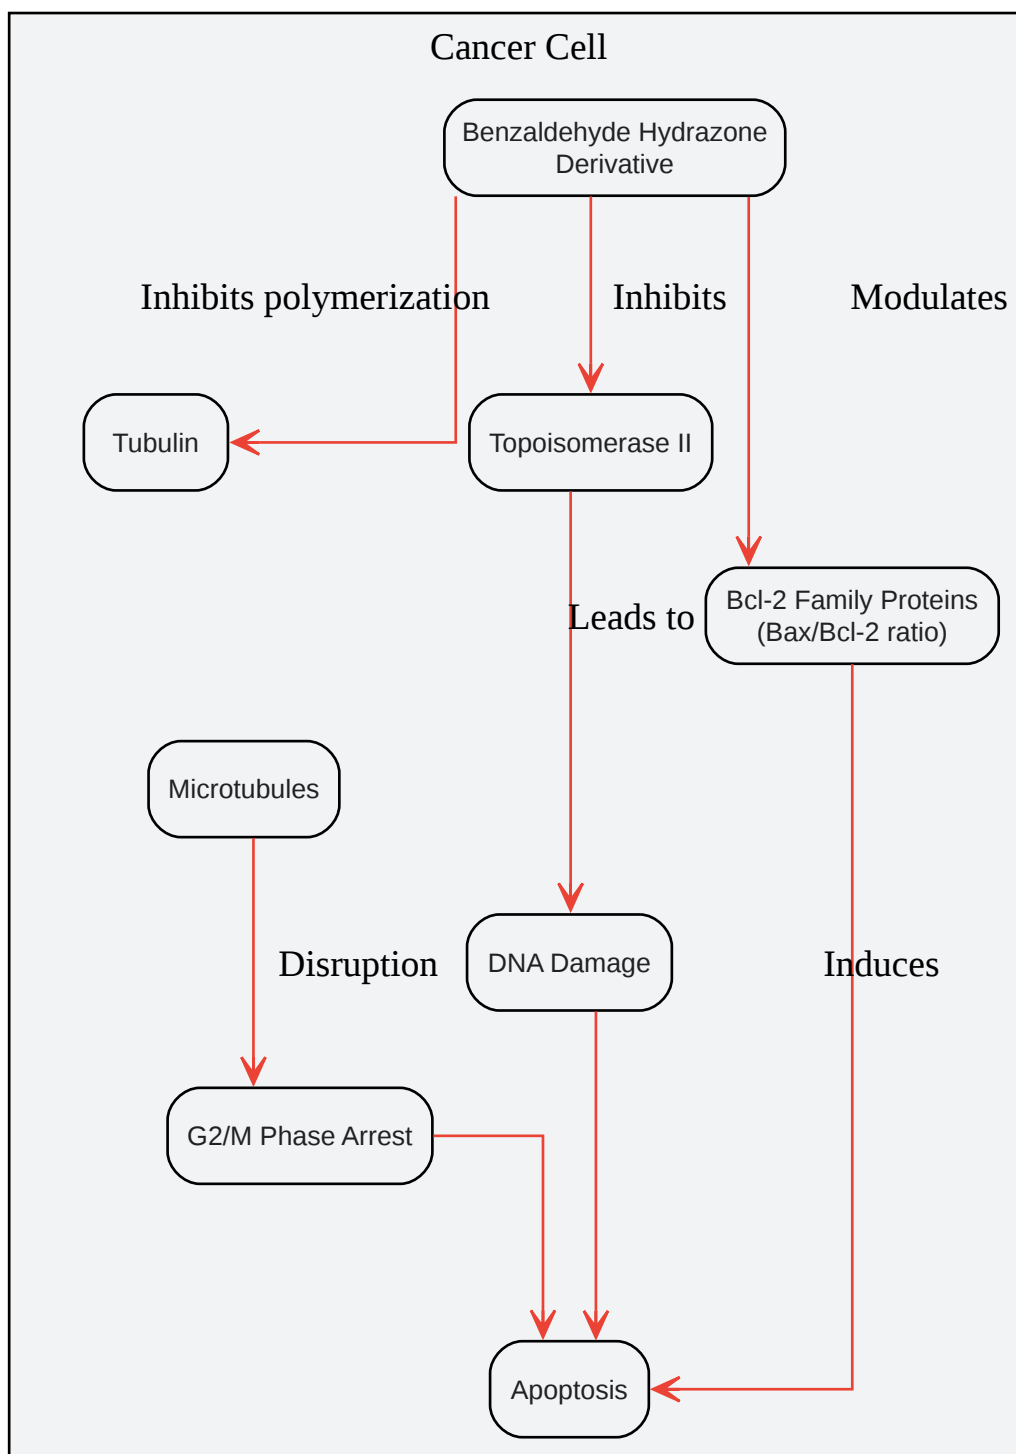 Cancer Cell
Benzaldehyde Hydrazone
Derivative
Inhibits polymerization
Inhibits
Modulates
Tubulin
Topoisomerase II
Bcl-2 Family Proteins
(Bax/Bcl-2 ratio)
Leads to
Microtubules
Disruption
DNA Damage
Induces
G2/M Phase Arrest
Apoptosis